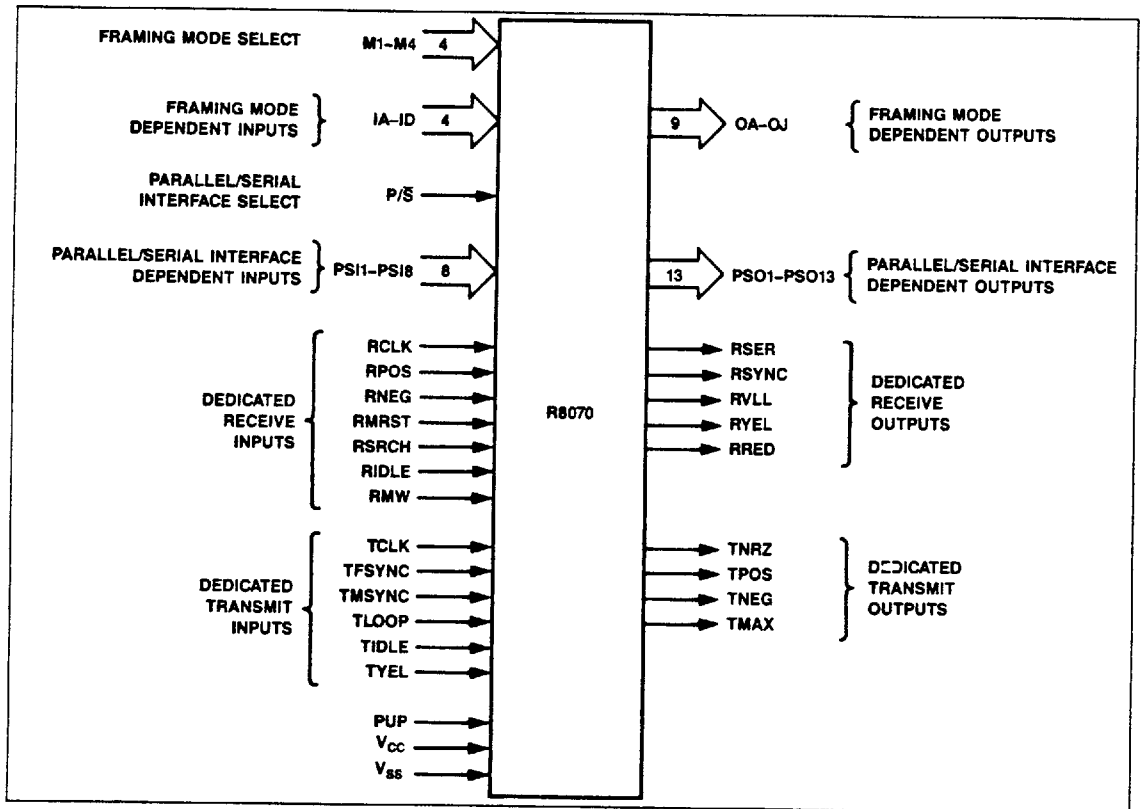 FRAMING MODE SELECT
M1–M4
4
FRAMING MODE
DEPENDENT INPUTS
IA–ID
4
9
OA–OJ
FRAMING MODE
DEPENDENT OUTPUTS
PARALLEL/SERIAL
INTERFACE SELECT
P/S̅
PARALLEL/SERIAL INTERFACE
DEPENDENT INPUTS
PSI1–PSI8
8
13
PSO1–PSO13
PARALLEL/SERIAL INTERFACE
DEPENDENT OUTPUTS
R8070
DEDICATED
RECEIVE
INPUTS
RCLK
RPOS
RNEG
RMRST
RSRCH
RIDLE
RMW
RSER
RSYNC
RVLL
RYEL
RRED
DEDICATED
RECEIVE
OUTPUTS
DEDICATED
TRANSMIT
INPUTS
TCLK
TFSYNC
TMSYNC
TLOOP
TIDLE
TYEL
TNRZ
TPOS
TNEG
TMAX
DEDICATED
TRANSMIT
OUTPUTS
PUP
VCC
VSS